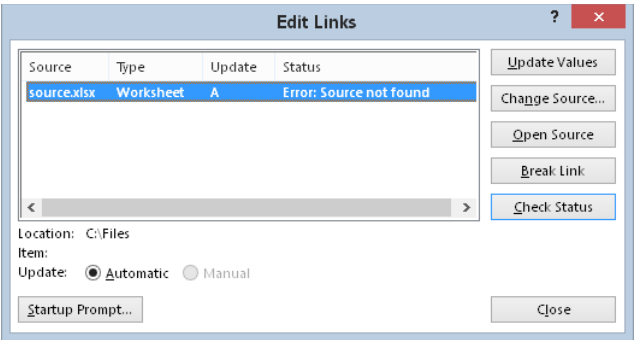 Edit Links
?
Source Type Update Status
source.xlsx Worksheet A Error: Source not found
Update Values
Change Source...
Open Source
Break Link
Check Status
Location: C:\Files
Item:
Update: Automatic Manual
Startup Prompt...
Close